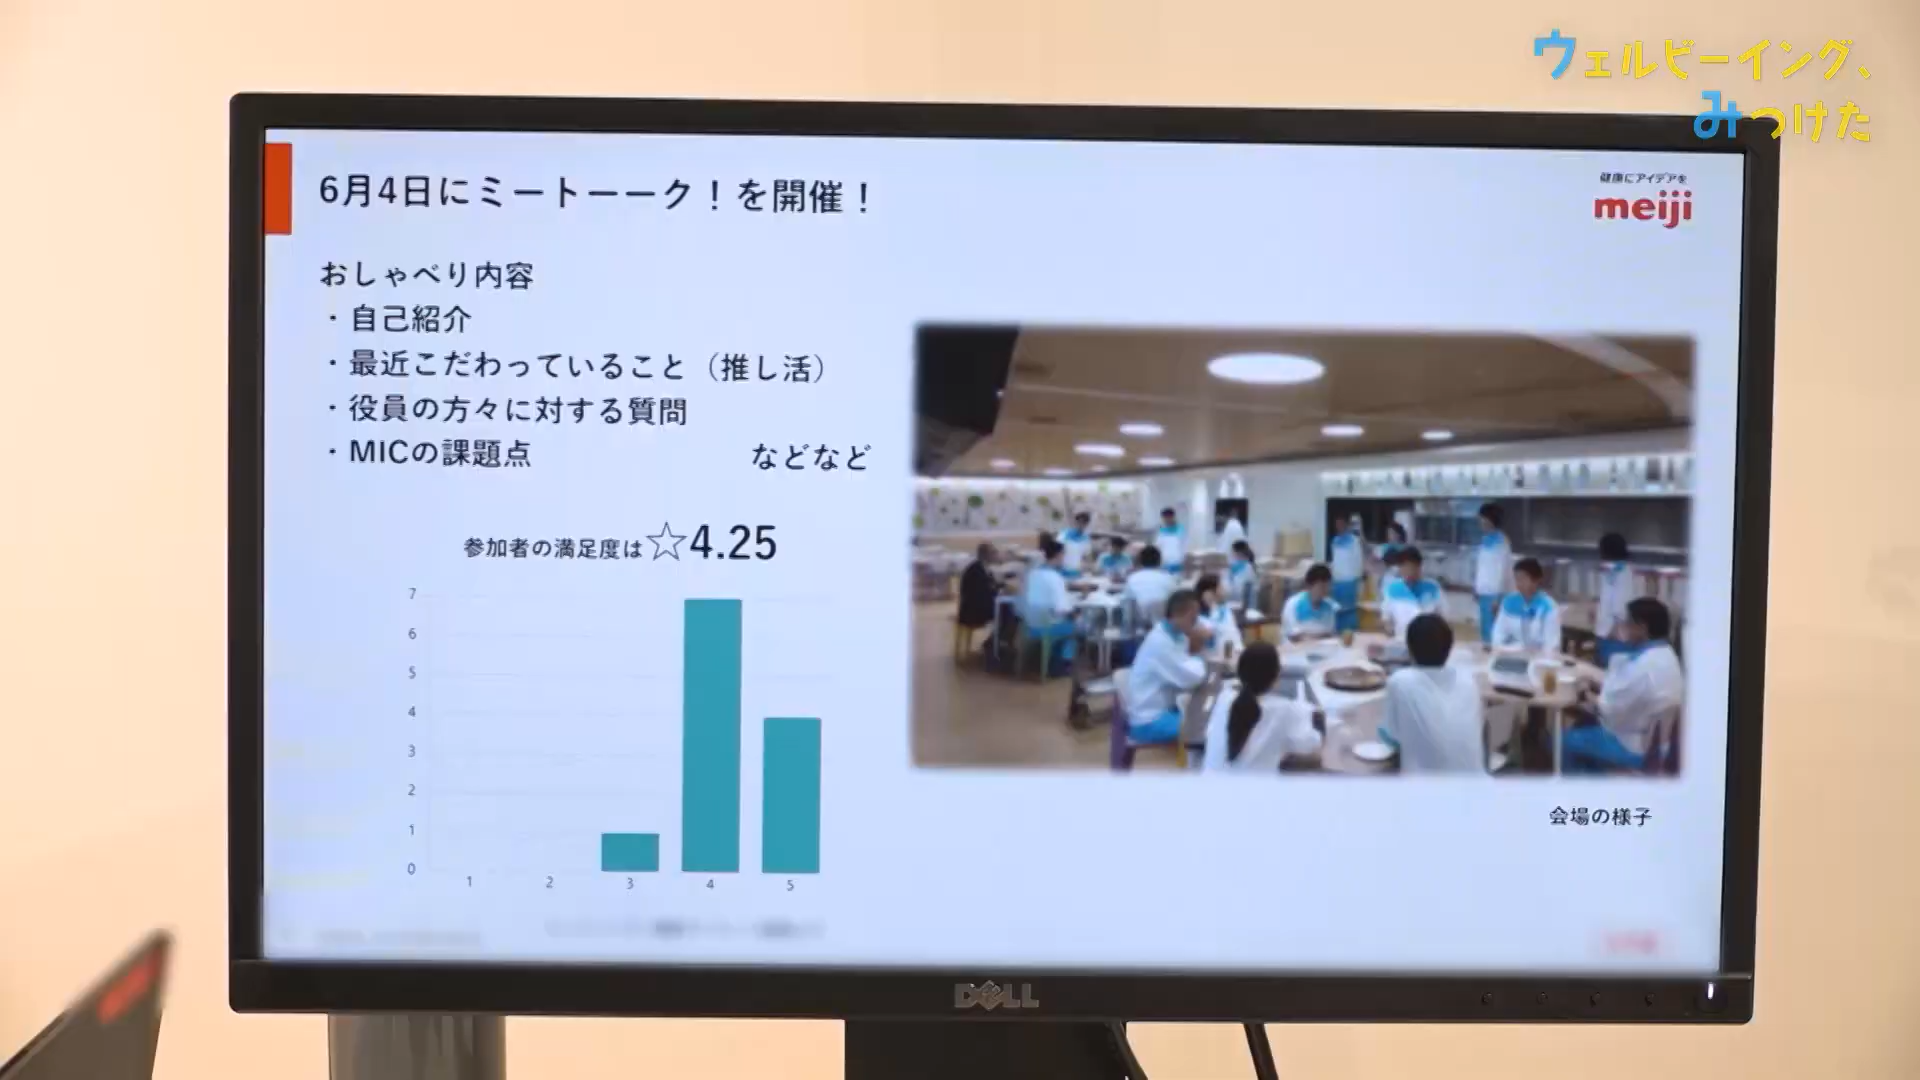 ウェルビーイング、
みつけた
6月4日にミートーーク！を開催！
健康にアイデアを
meiji
おしゃべり内容
・自己紹介
・最近こだわっていること（推し活）
・役員の方々に対する質問
・MICの課題点 などなど
参加者の満足度は☆4.25
7
6
5
4
3
2
1
0
1 2 3 4 5
会場の様子
DELL